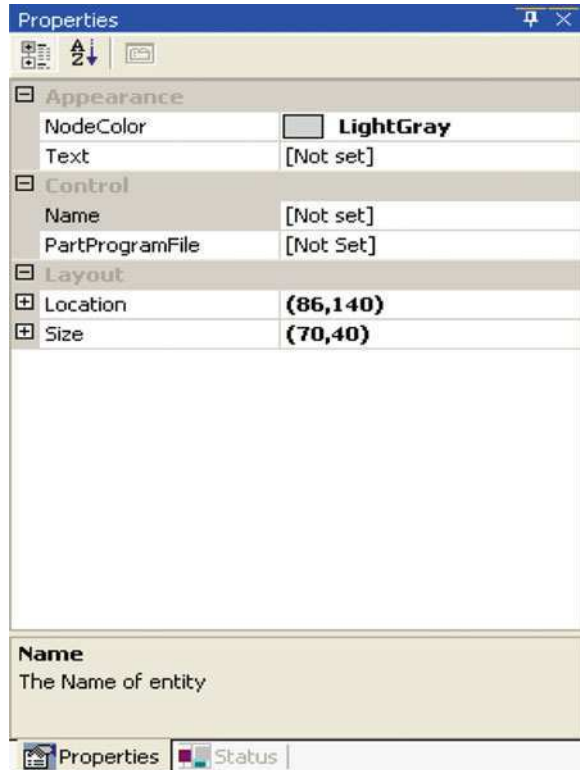 Properties
A Z
Appearance
NodeColor LightGray
Text [Not set]
Control
Name [Not set]
PartProgramFile [Not Set]
Layout
Location (86,140)
Size (70,40)
Name
The Name of entity
Properties Status